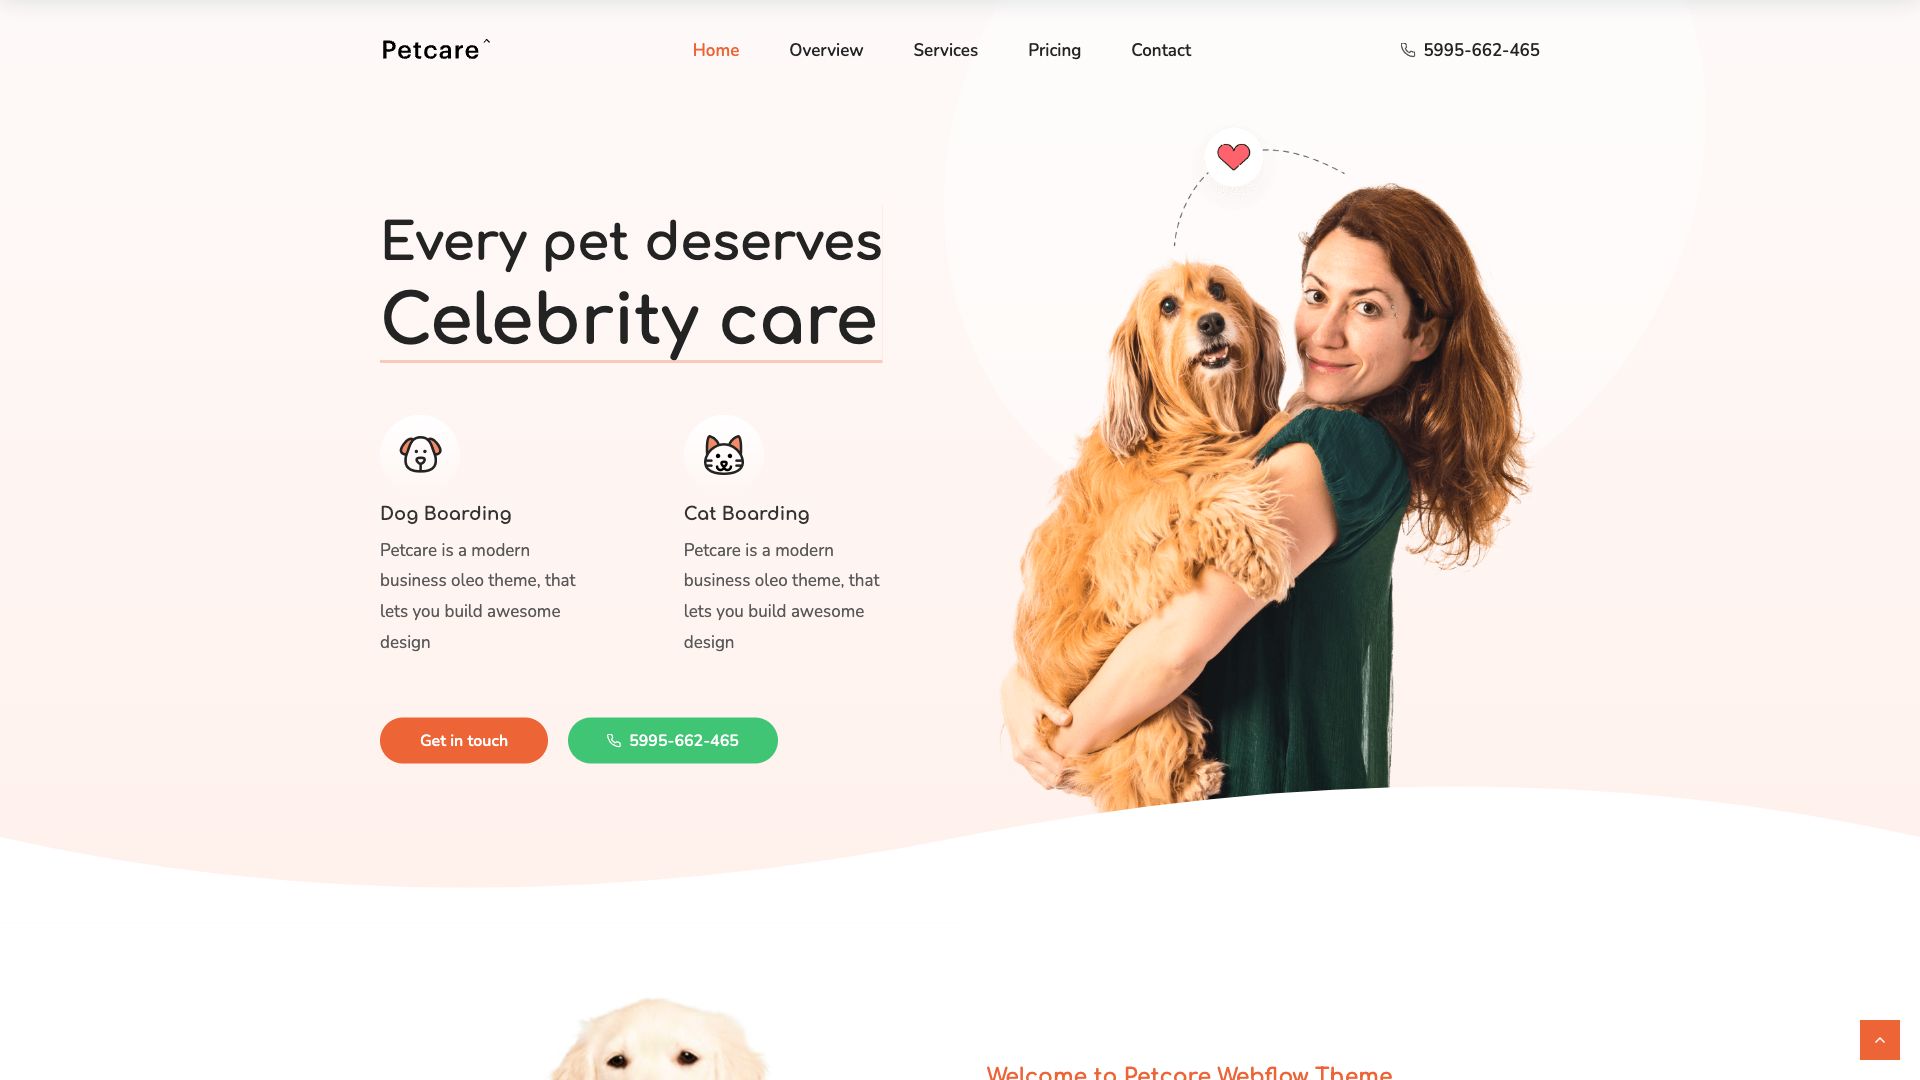 Petcare
Home
Overview
Services
Pricing
Contact
5995-662-465
Every pet deserves
Celebrity care
Dog Boarding
Petcare is a modern
business oleo theme, that
lets you build awesome
design
Cat Boarding
Petcare is a modern
business oleo theme, that
lets you build awesome
design
Get in touch
5995-662-465
Welcome to Petcare Webflow Theme